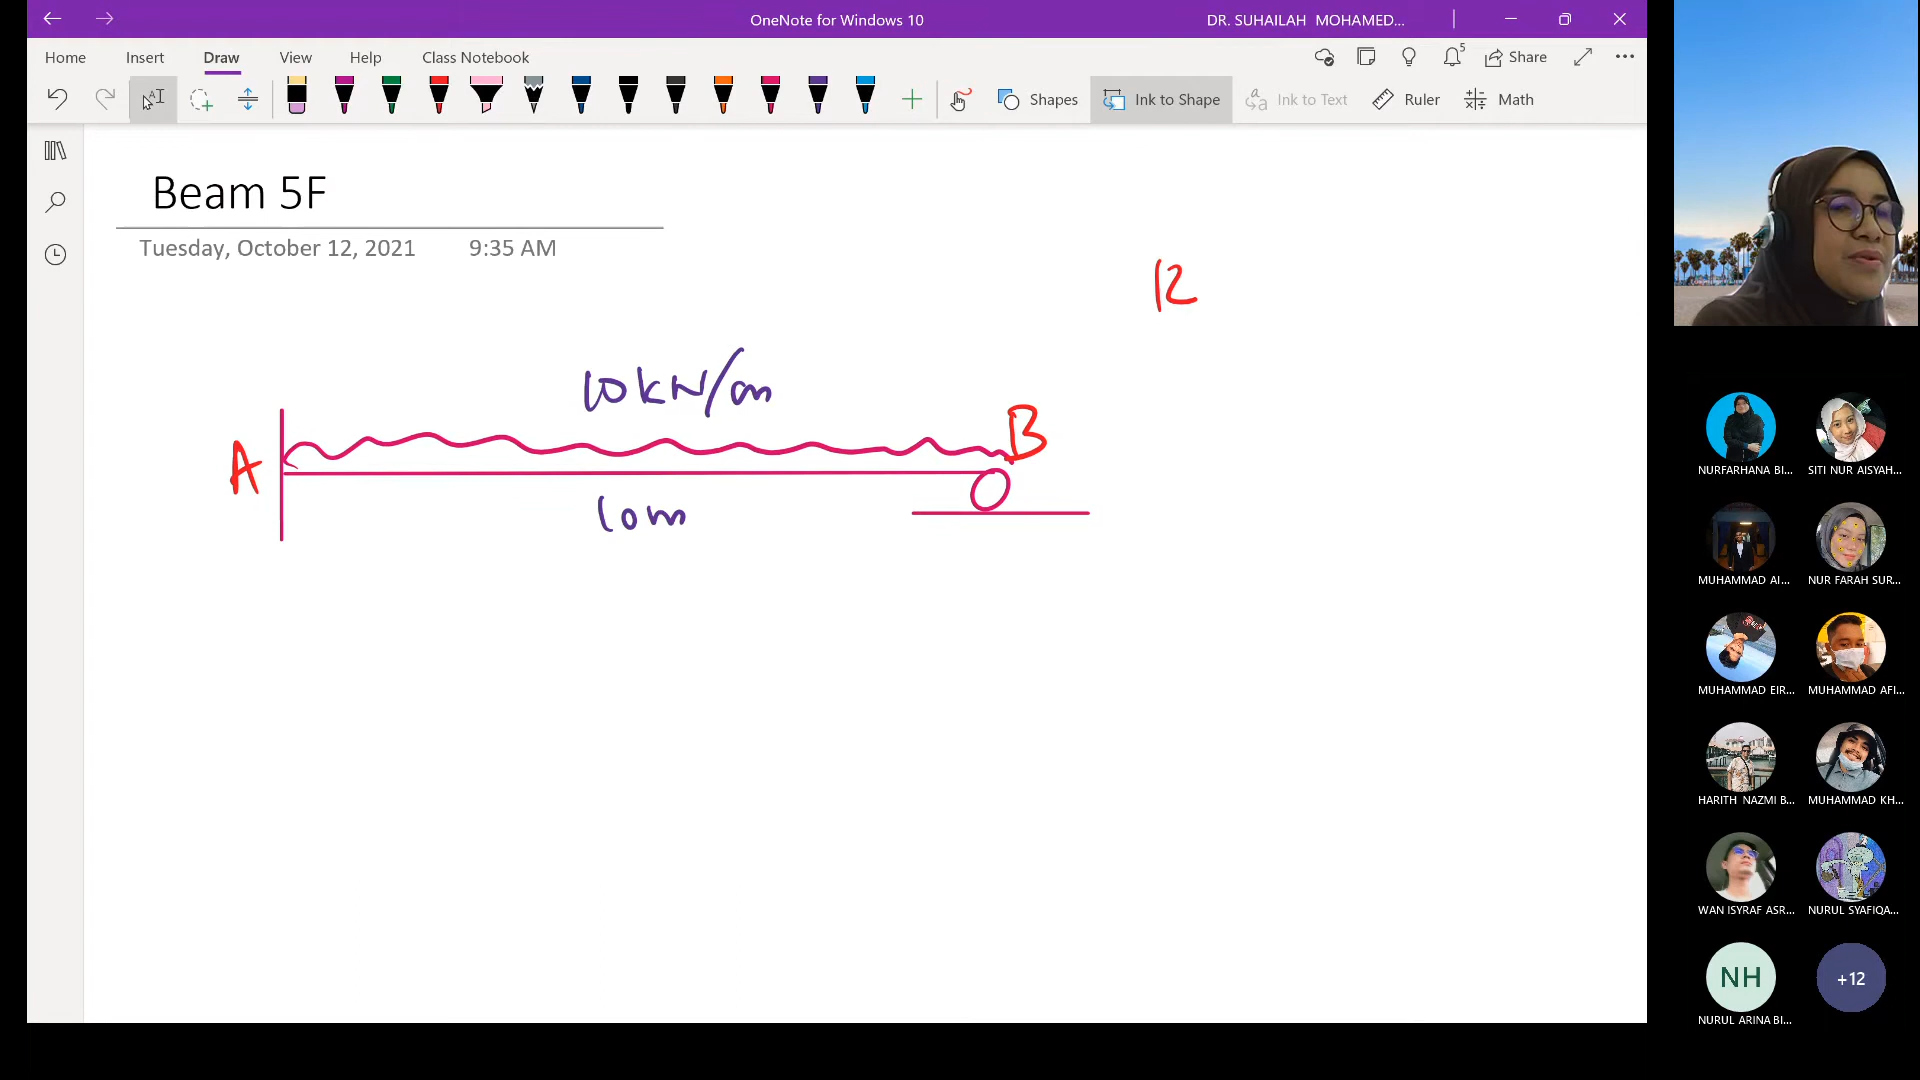 OneNote for Windows 10
DR. SUHAILAH MOHAMED...
Home Insert Draw View Help Class Notebook
5 Share
Shapes Ink to Shape Ink to Text Ruler Math
Beam 5F
Tuesday, October 12, 2021 9:35 AM
12
10kN/m
A B
10m
NURFARHANA BI... SITI NUR AISYAH...
MUHAMMAD AI... NUR FARAH SUR...
MUHAMMAD EIR... MUHAMMAD AFI...
HARITH NAZMI B... MUHAMMAD KH...
WAN ISYRAF ASR... NURUL SYAFIQA...
NH +12
NURUL ARINA BI...